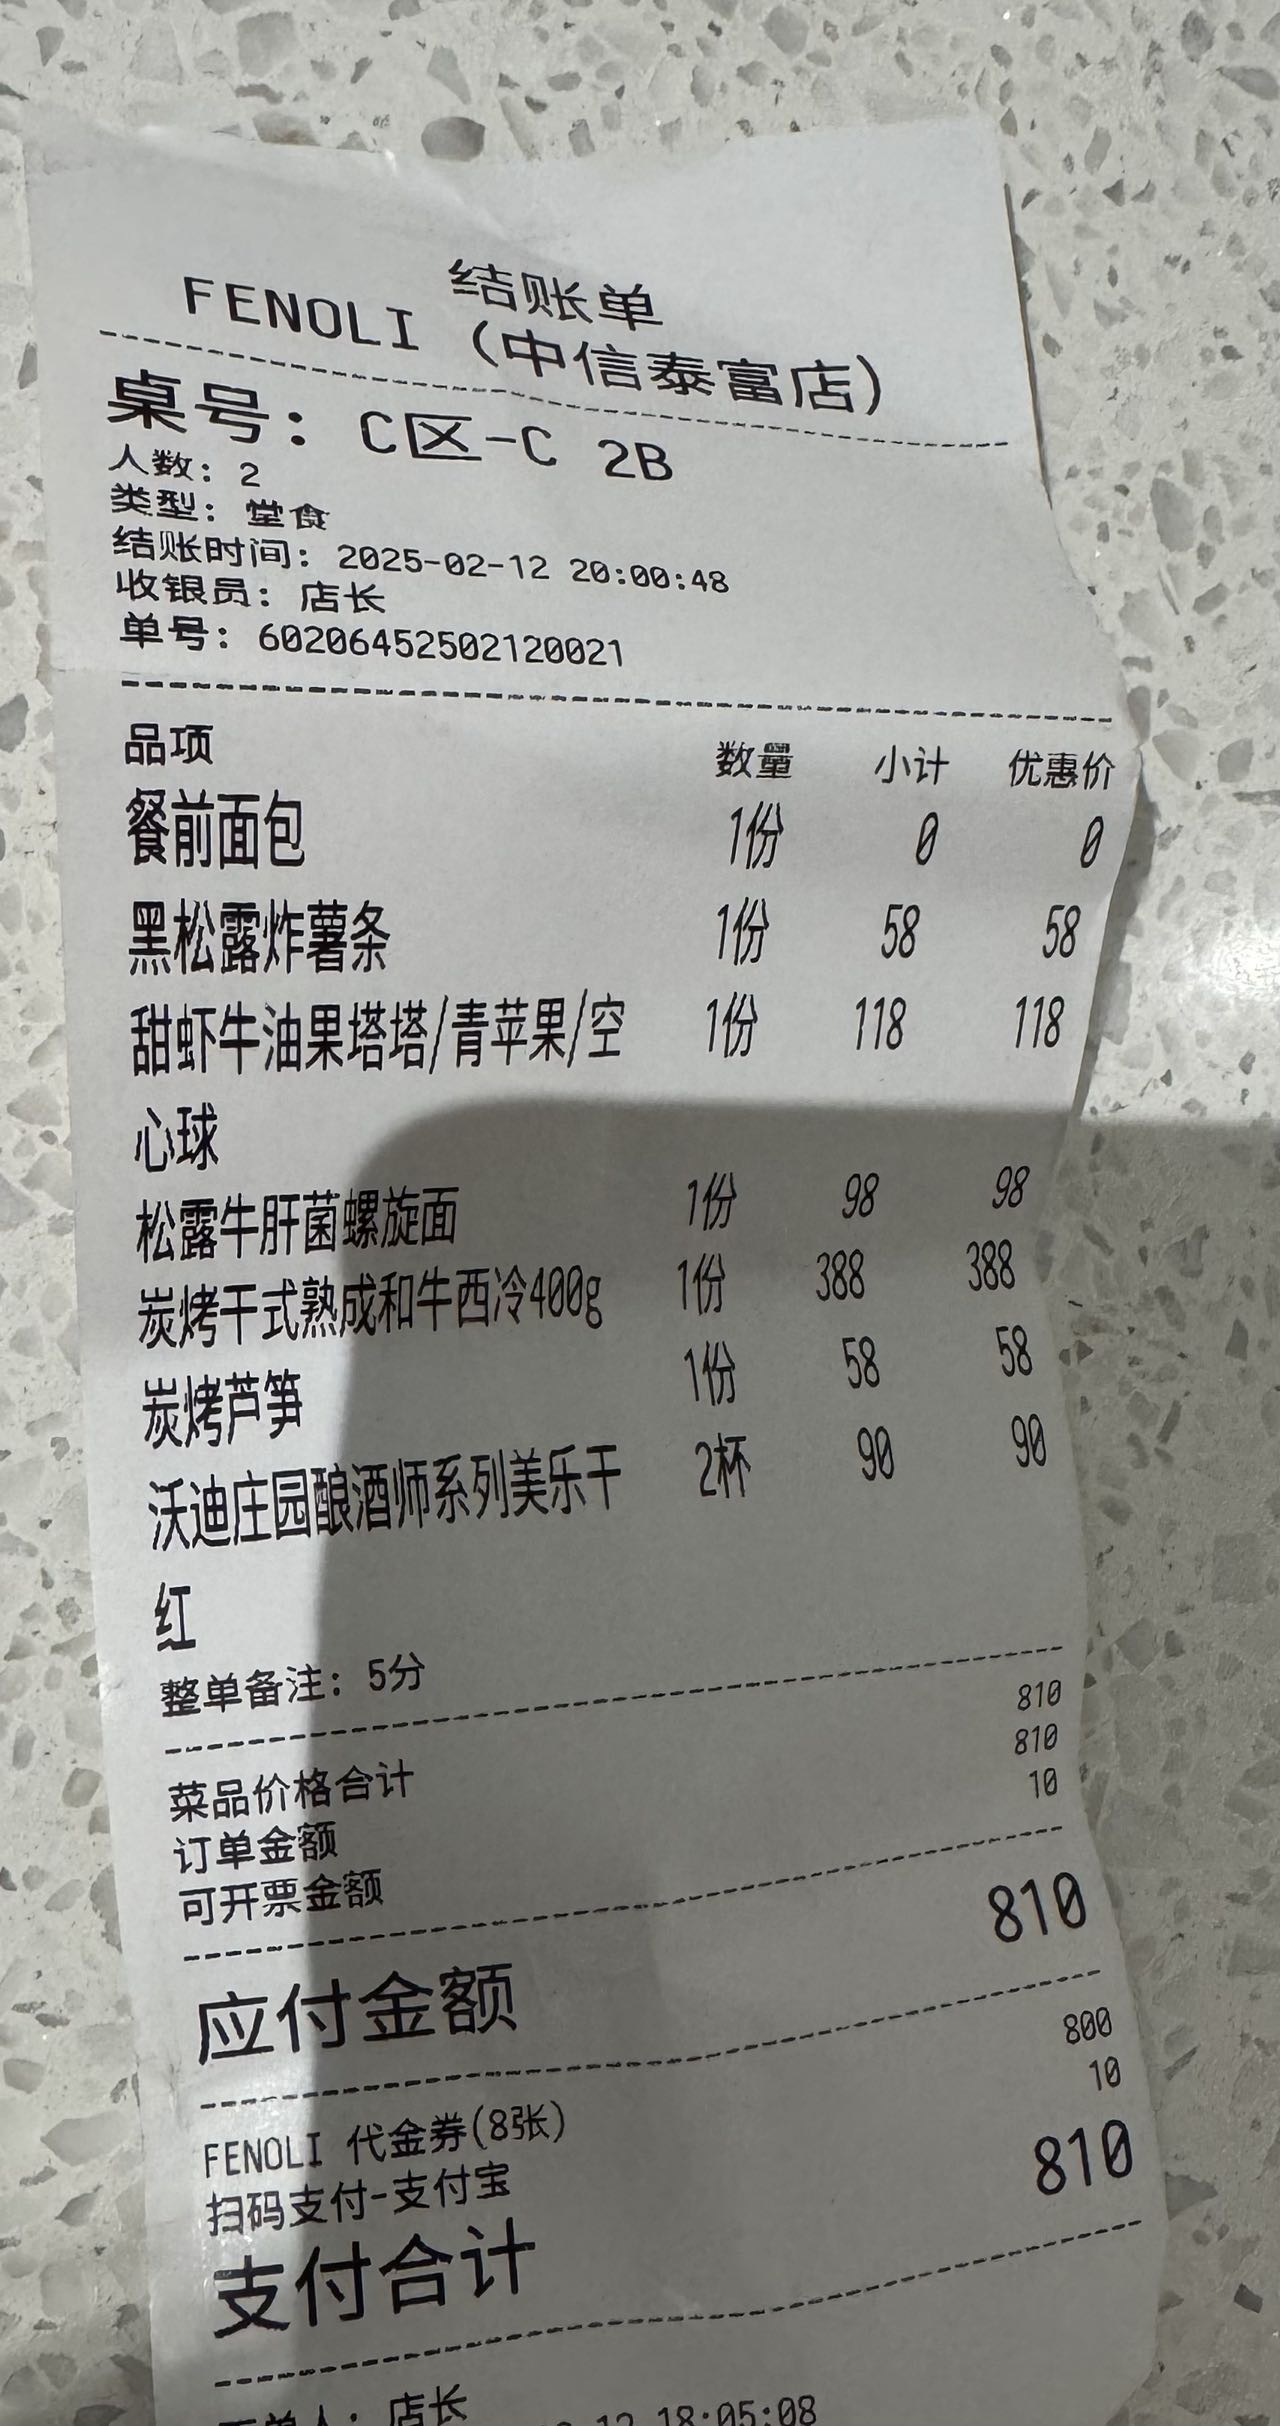 结账单
FENOLI (中信泰富店)
桌号: C区-C 2B
人数: 2
类型: 堂食
结账时间: 2025-02-12 20:00:48
收银员: 店长
单号: 60206452502120021
品项 数量 小计 优惠价
餐前面包 1份 0 0
黑松露炸薯条 1份 58 58
甜虾牛油果塔塔/青苹果/空 1份 118 118
心球
松露牛肝菌螺旋面 1份 98 98
炭烤干式熟成和牛西冷400g 1份 388 388
炭烤芦笋 1份 58 58
沃迪庄园酿酒师系列美乐干 2杯 90 90
红
整单备注: 5分
菜品价格合计 810
订单金额 810
可开票金额 10
应付金额 810
FENOLI 代金券(8张) 800
扫码支付-支付宝 10
支付合计 810
店长
12 18:05:08